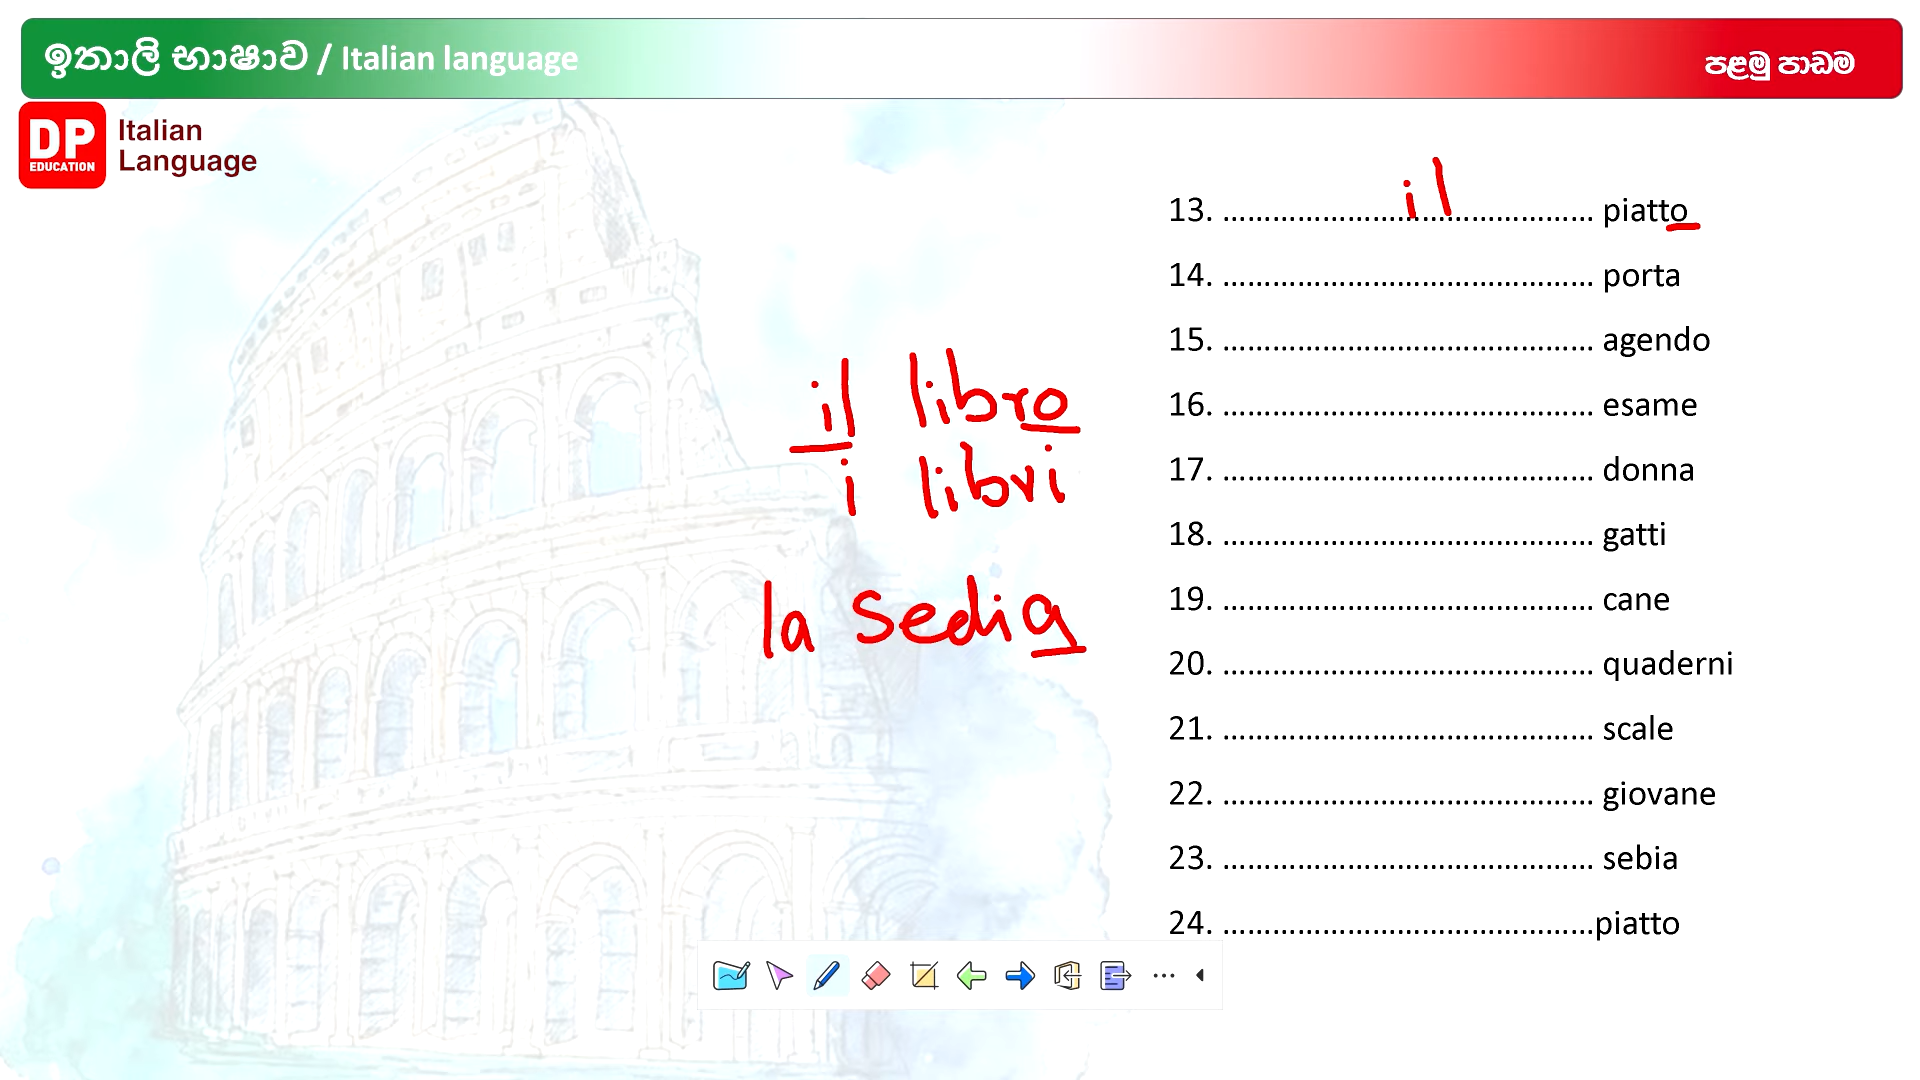 ඉතාලි භාෂාව / Italian language
පළමු පාඩම
DP
EDUCATION
Italian
Language
il libro
i libri
la sedia
13. ............................................. il piatto
14. ............................................. porta
15. ............................................. agendo
16. ............................................. esame
17. ............................................. donna
18. ............................................. gatti
19. ............................................. cane
20. ............................................. quaderni
21. ............................................. scale
22. ............................................. giovane
23. ............................................. sebia
24. .............................................piatto